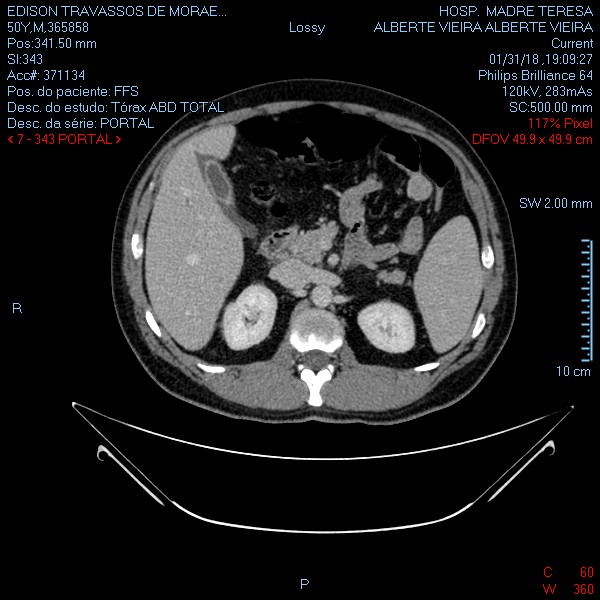 EDISON TRAVASSOS DE MORAE...
50Y,M,365858
Pos:341.50 mm
SI:343
Acc#: 371134
Pos. do paciente: FFS
Desc. do estudo: Tórax ABD TOTAL
Desc. da série: PORTAL
< 7 - 343 PORTAL >
Lossy
HOSP. MADRE TERESA
ALBERTE VIEIRA ALBERTE VIEIRA
Current
01/31/18 ,19:09:27
Philips Brilliance 64
120kV, 283mAs
SC:500.00 mm
117% Pixel
DFOV 49.9 x 49.9 cm
SW 2.00 mm
R
10 cm
P
C 60
W 360